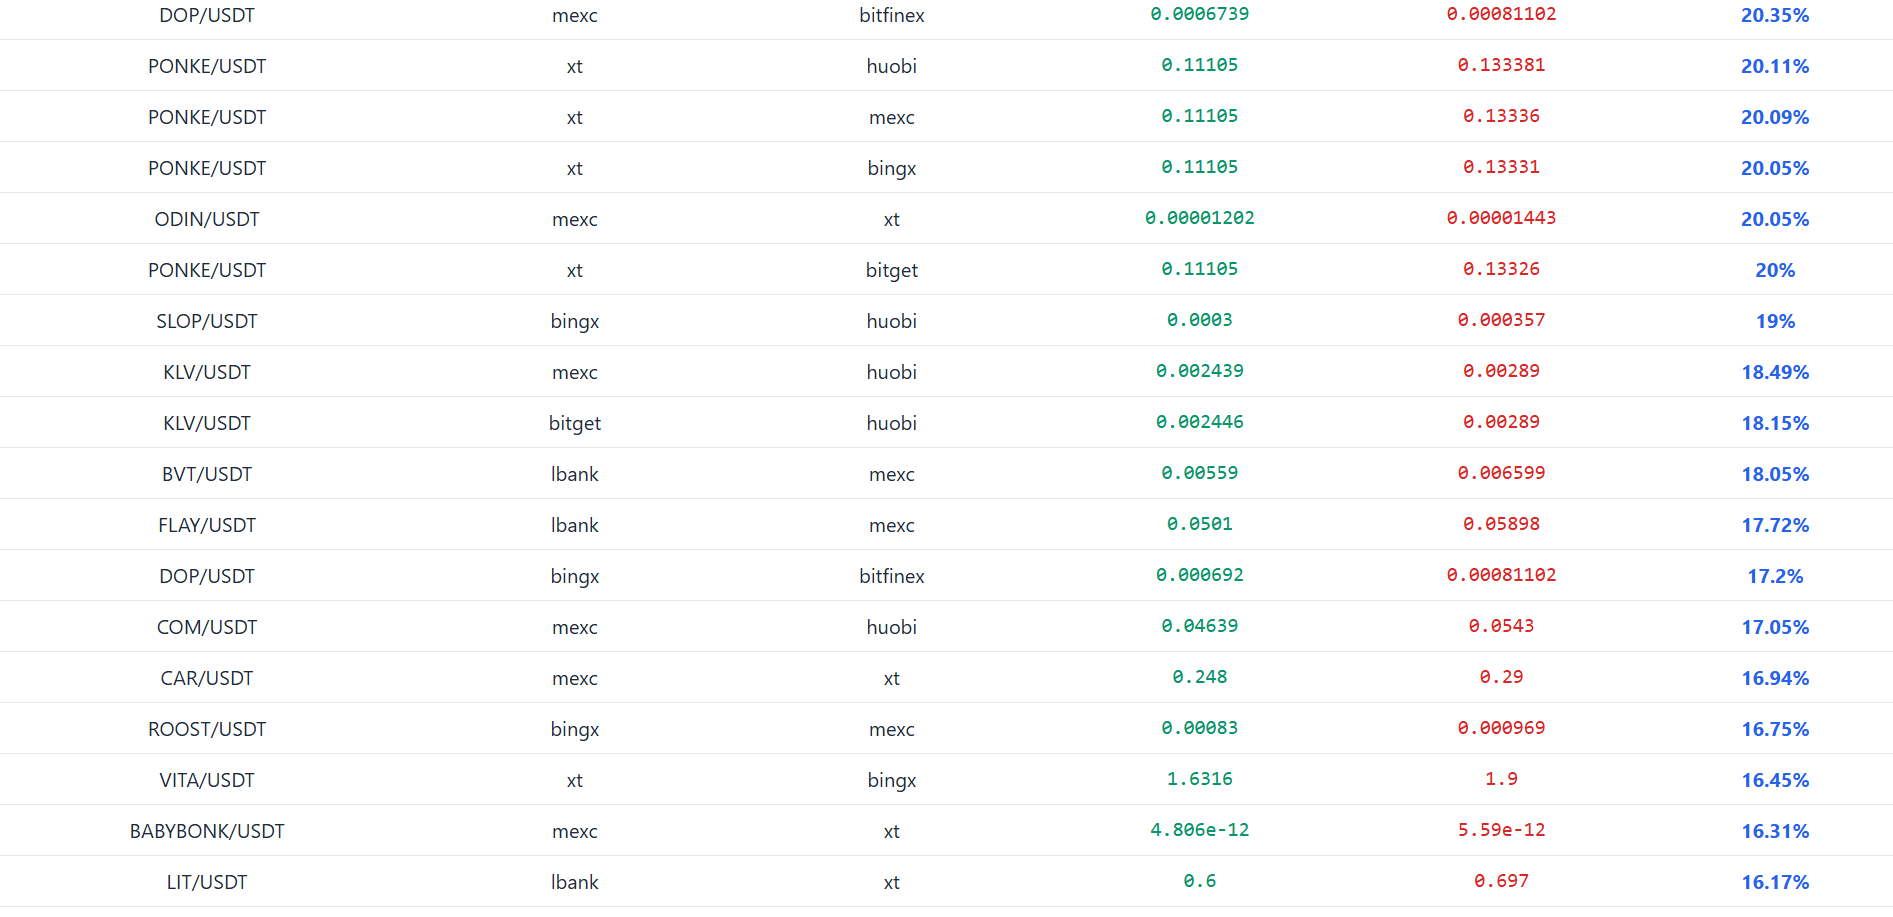 DOP/USDT mexc bitfinex 0.0006739 0.00081102 20.35%
PONKE/USDT xt huobi 0.11105 0.133381 20.11%
PONKE/USDT xt mexc 0.11105 0.13336 20.09%
PONKE/USDT xt bingx 0.11105 0.13331 20.05%
ODIN/USDT mexc xt 0.00001202 0.00001443 20.05%
PONKE/USDT xt bitget 0.11105 0.13326 20%
SLOP/USDT bingx huobi 0.0003 0.000357 19%
KLV/USDT mexc huobi 0.002439 0.00289 18.49%
KLV/USDT bitget huobi 0.002446 0.00289 18.15%
BVT/USDT lbank mexc 0.00559 0.006599 18.05%
FLAY/USDT lbank mexc 0.0501 0.05898 17.72%
DOP/USDT bingx bitfinex 0.000692 0.00081102 17.2%
COM/USDT mexc huobi 0.04639 0.0543 17.05%
CAR/USDT mexc xt 0.248 0.29 16.94%
ROOST/USDT bingx mexc 0.00083 0.000969 16.75%
VITA/USDT xt bingx 1.6316 1.9 16.45%
BABYBONK/USDT mexc xt 4.806e-12 5.59e-12 16.31%
LIT/USDT lbank xt 0.6 0.697 16.17%